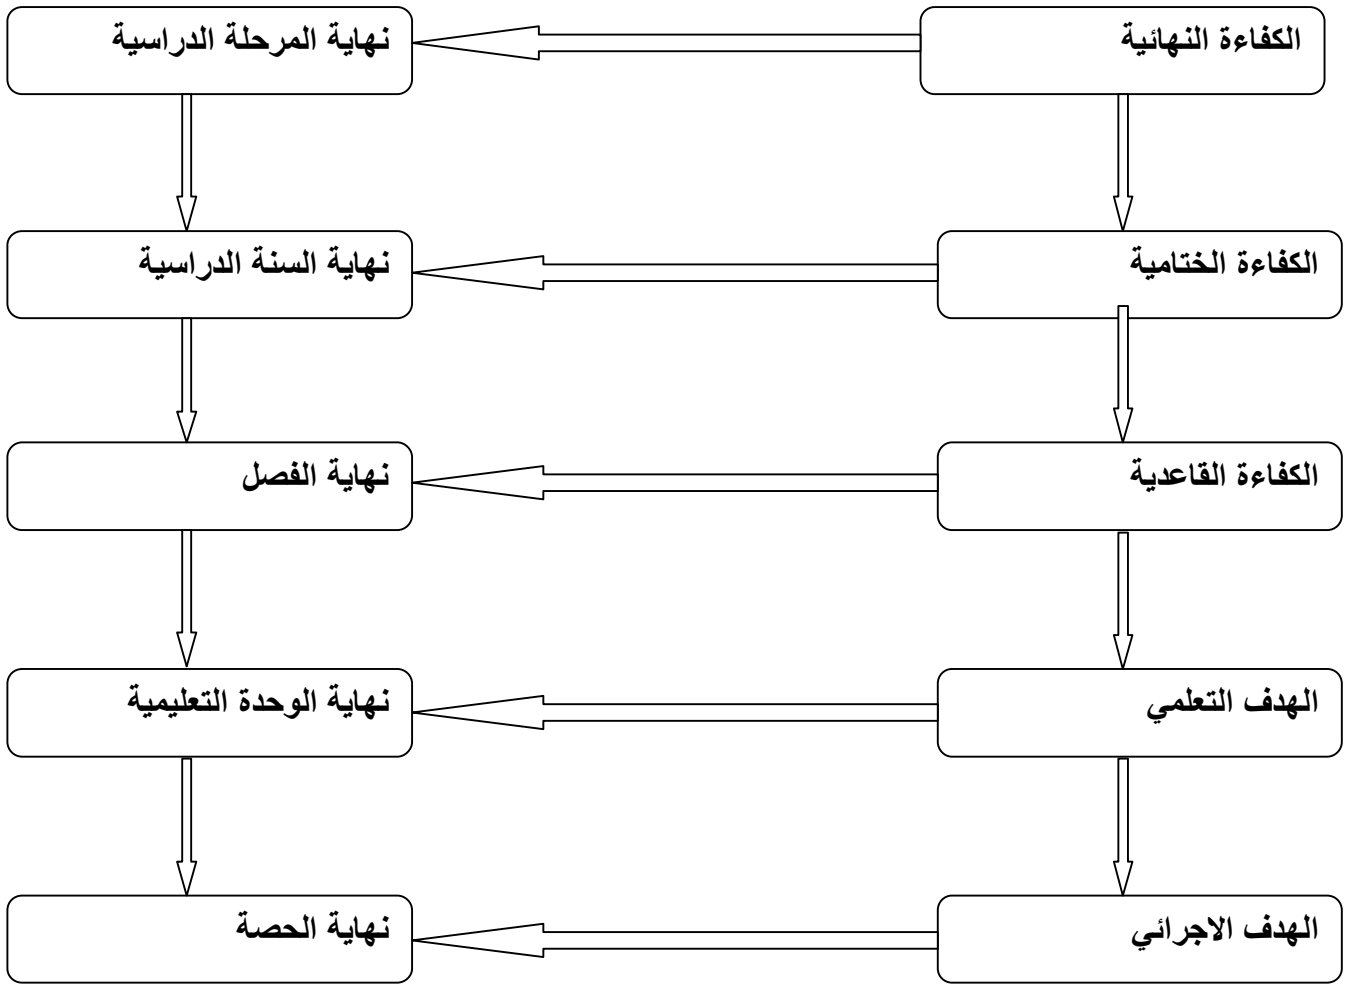 الكفاءة النهائية
نهاية المرحلة الدراسية
الكفاءة الختامية
نهاية السنة الدراسية
الكفاءة القاعدية
نهاية الفصل
الهدف التعلمي
نهاية الوحدة التعليمية
الهدف الاجرائي
نهاية الحصة